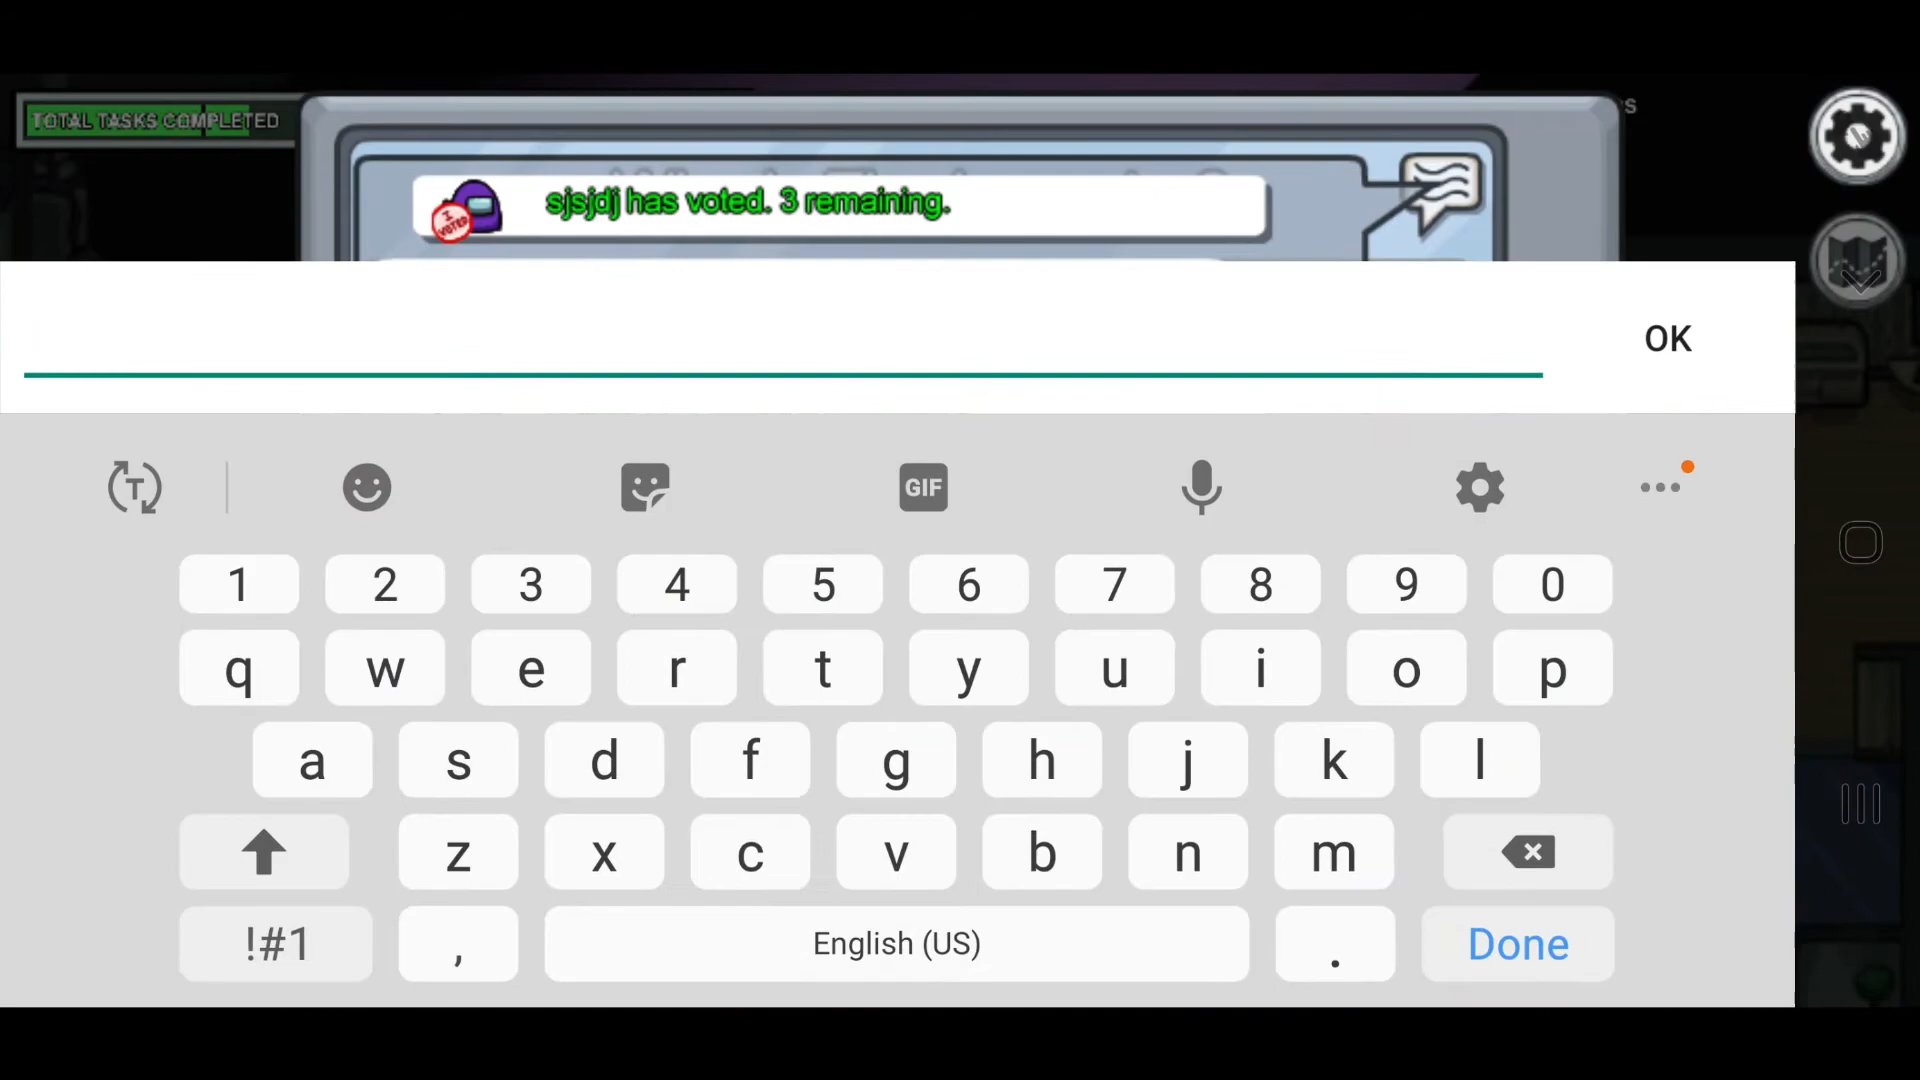 TOTAL TASKS COMPLETED
sjsjdj has voted. 3 remaining.
I VOTED
OK
T
GIF
1 2 3 4 5 6 7 8 9 0
q w e r t y u i o p
a s d f g h j k l
z x c v b n m
!#1 , English (US) . Done